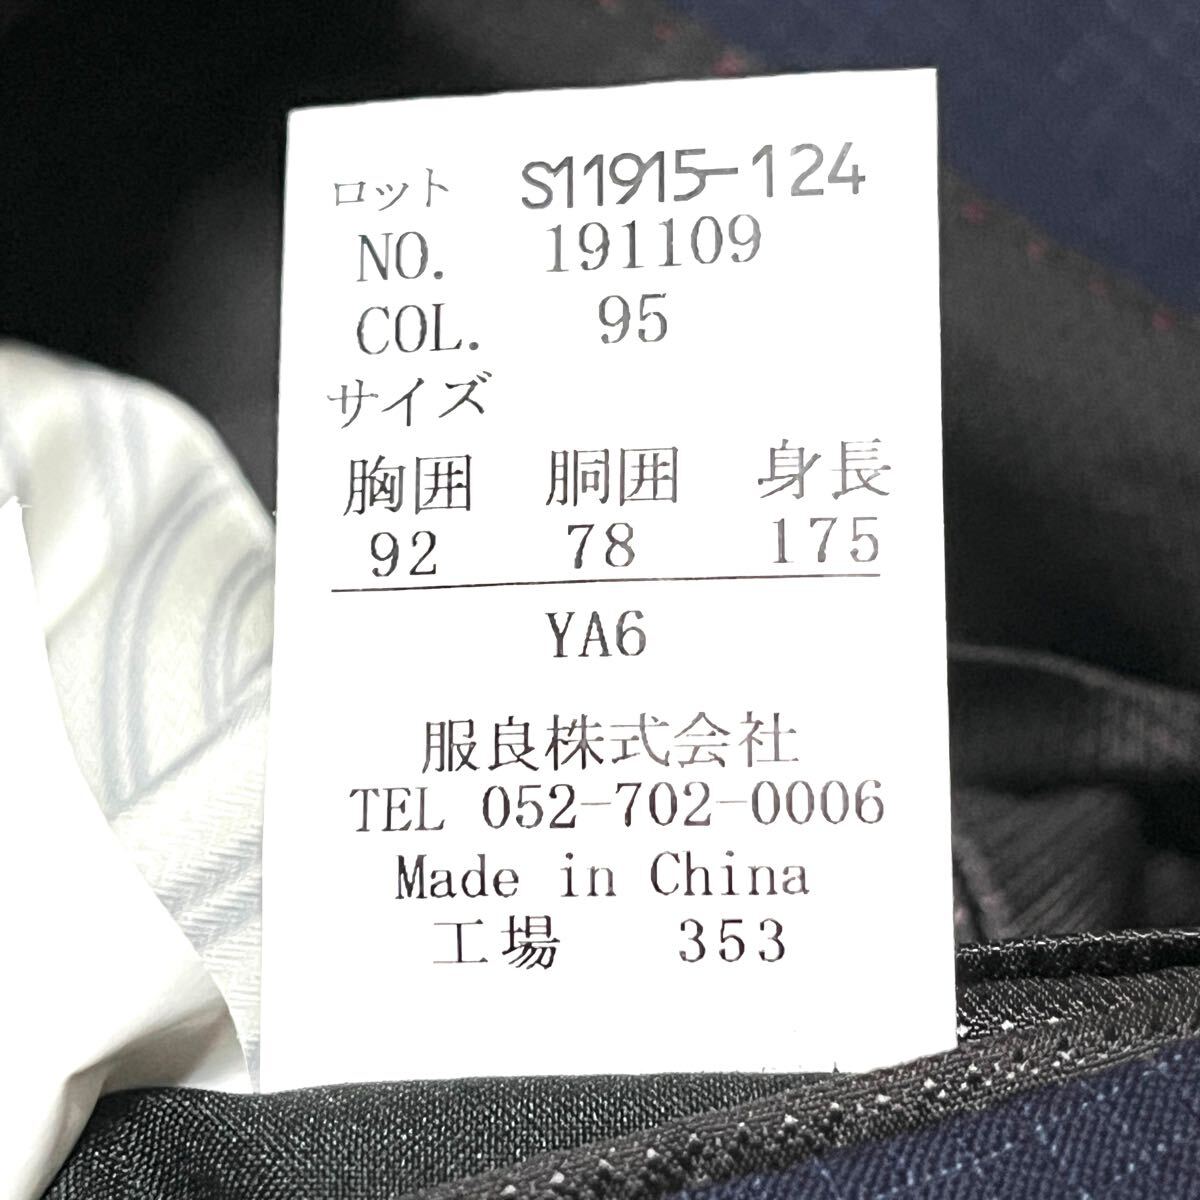 ロット S11915-124
NO. 191109
COL. 95
サイズ
胸囲 胴囲 身長
92 78 175
YA6
服良株式会社
TEL 052-702-0006
Made in China
工場 353